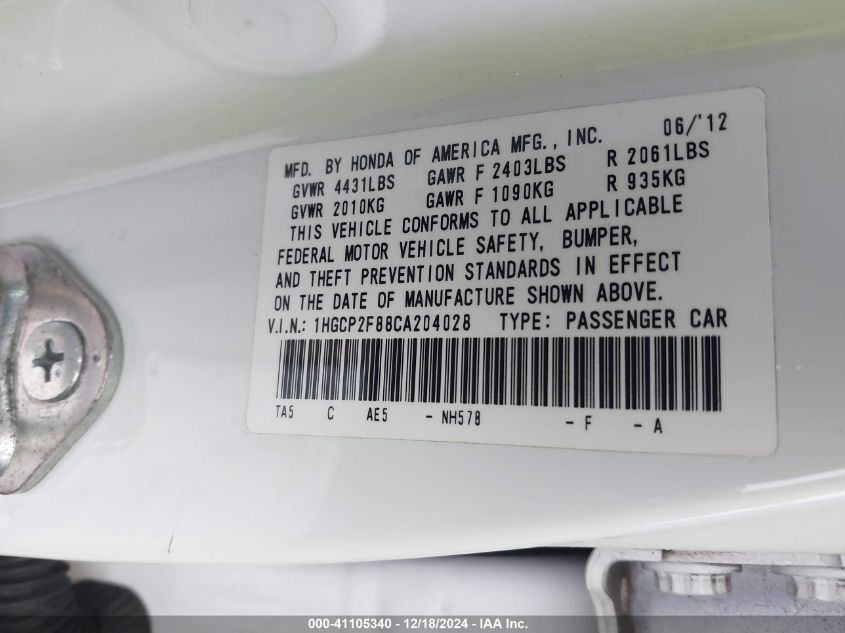 MFD. BY HONDA OF AMERICA MFG., INC. 06/'12
GVWR 4431LBS GAWR F 2403LBS R 2061LBS
GVWR 2010KG GAWR F 1090KG R 935KG
THIS VEHICLE CONFORMS TO ALL APPLICABLE
FEDERAL MOTOR VEHICLE SAFETY, BUMPER,
AND THEFT PREVENTION STANDARDS IN EFFECT
ON THE DATE OF MANUFACTURE SHOWN ABOVE.
V.I.N.: 1HGCP2F88CA204028 TYPE: PASSENGER CAR
TA5 C AE5 - NH578 - F - A
000-41105340 - 12/18/2024 - IAA Inc.